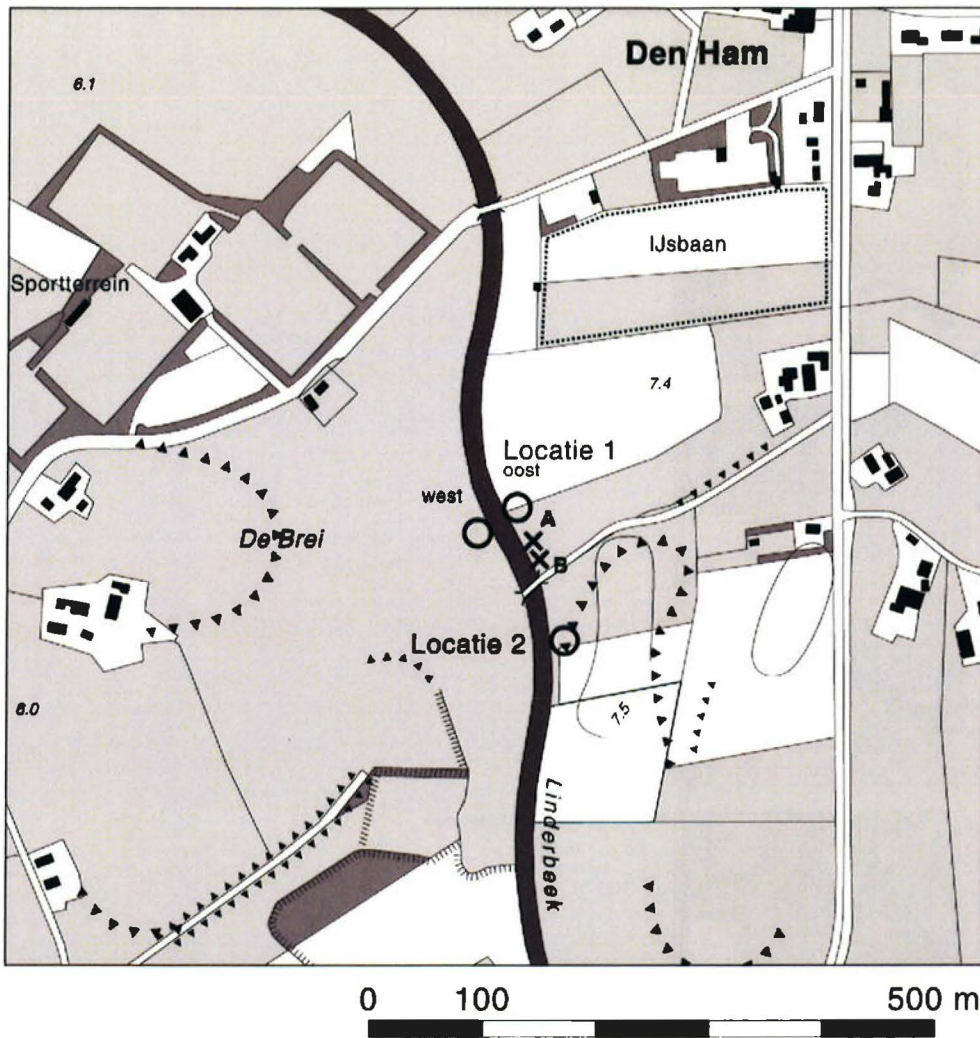 Den Ham
6.1
IJsbaan
Sportterrein
7.4
Locatie 1
oost
west
A
De Brei
B
Locatie 2
6.0
7.5
Linderbeek
0 100 500 m